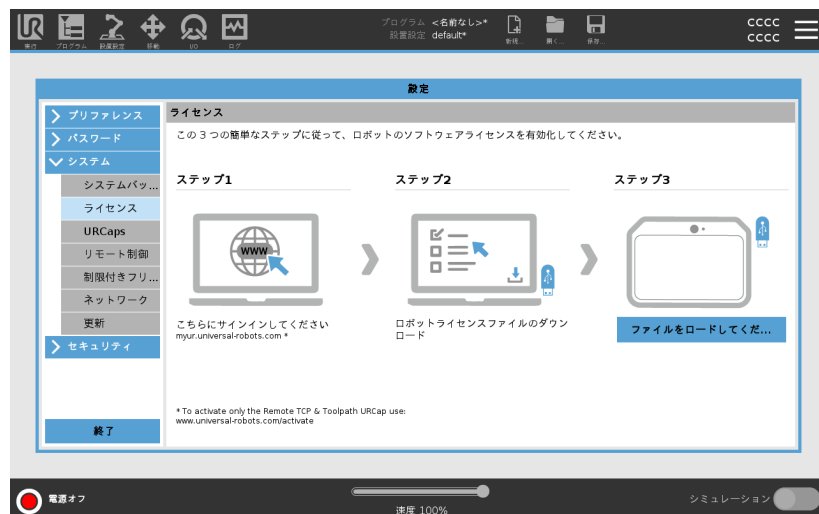 実行
プログラム
設置設定
移動
I/O
ログ
プログラム <名前なし>*
設置設定 default*
新規...
開く...
保存...
CCCC
CCCC
設定
プリファレンス
パスワード
システム
システムバッ...
ライセンス
URCaps
リモート制御
制限付きフリ...
ネットワーク
更新
セキュリティ
終了
ライセンス
この３つの簡単なステップに従って、ロボットのソフトウェアライセンスを有効化してください。
ステップ1
ステップ2
ステップ3
WWW
こちらにサインインしてください
myur.universal-robots.com *
ロボットライセンスファイルのダウン
ロード
ファイルをロードしてくだ...
* To activate only the Remote TCP & Toolpath URCap use:
www.universal-robots.com/activate
電源オフ
速度 100%
シミュレーション